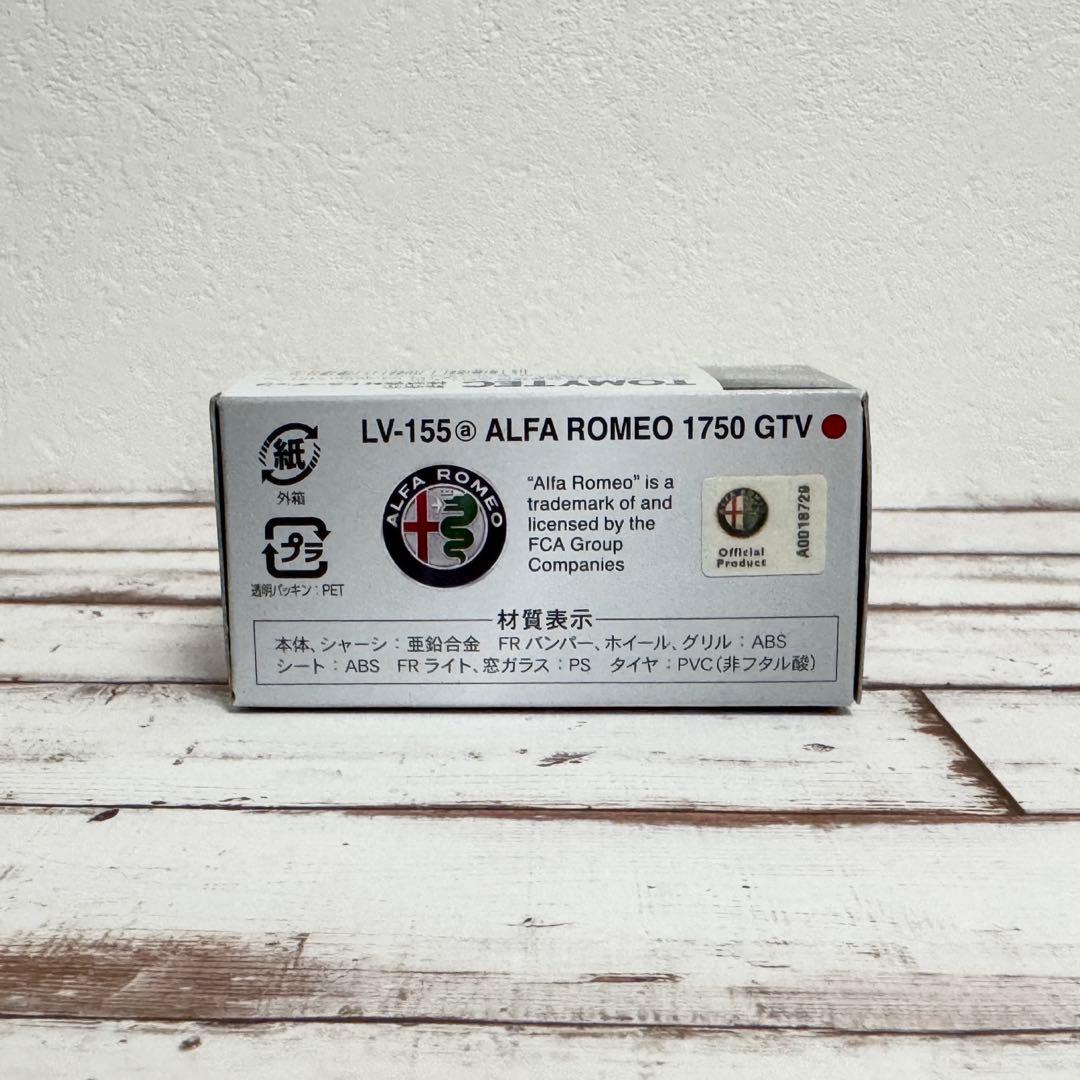 TOMYTEC
LV-155ⓐ ALFA ROMEO 1750 GTV
紙
外箱
プラ
透明パッキン：PET
ALFA ROMEO
“Alfa Romeo” is a
trademark of and
licensed by the
FCA Group
Companies
Official
Product
A0018729
材質表示
本体、シャーシ：亜鉛合金 FRバンパー、ホイール、グリル：ABS
シート：ABS FRライト、窓ガラス：PS タイヤ：PVC（非フタル酸）